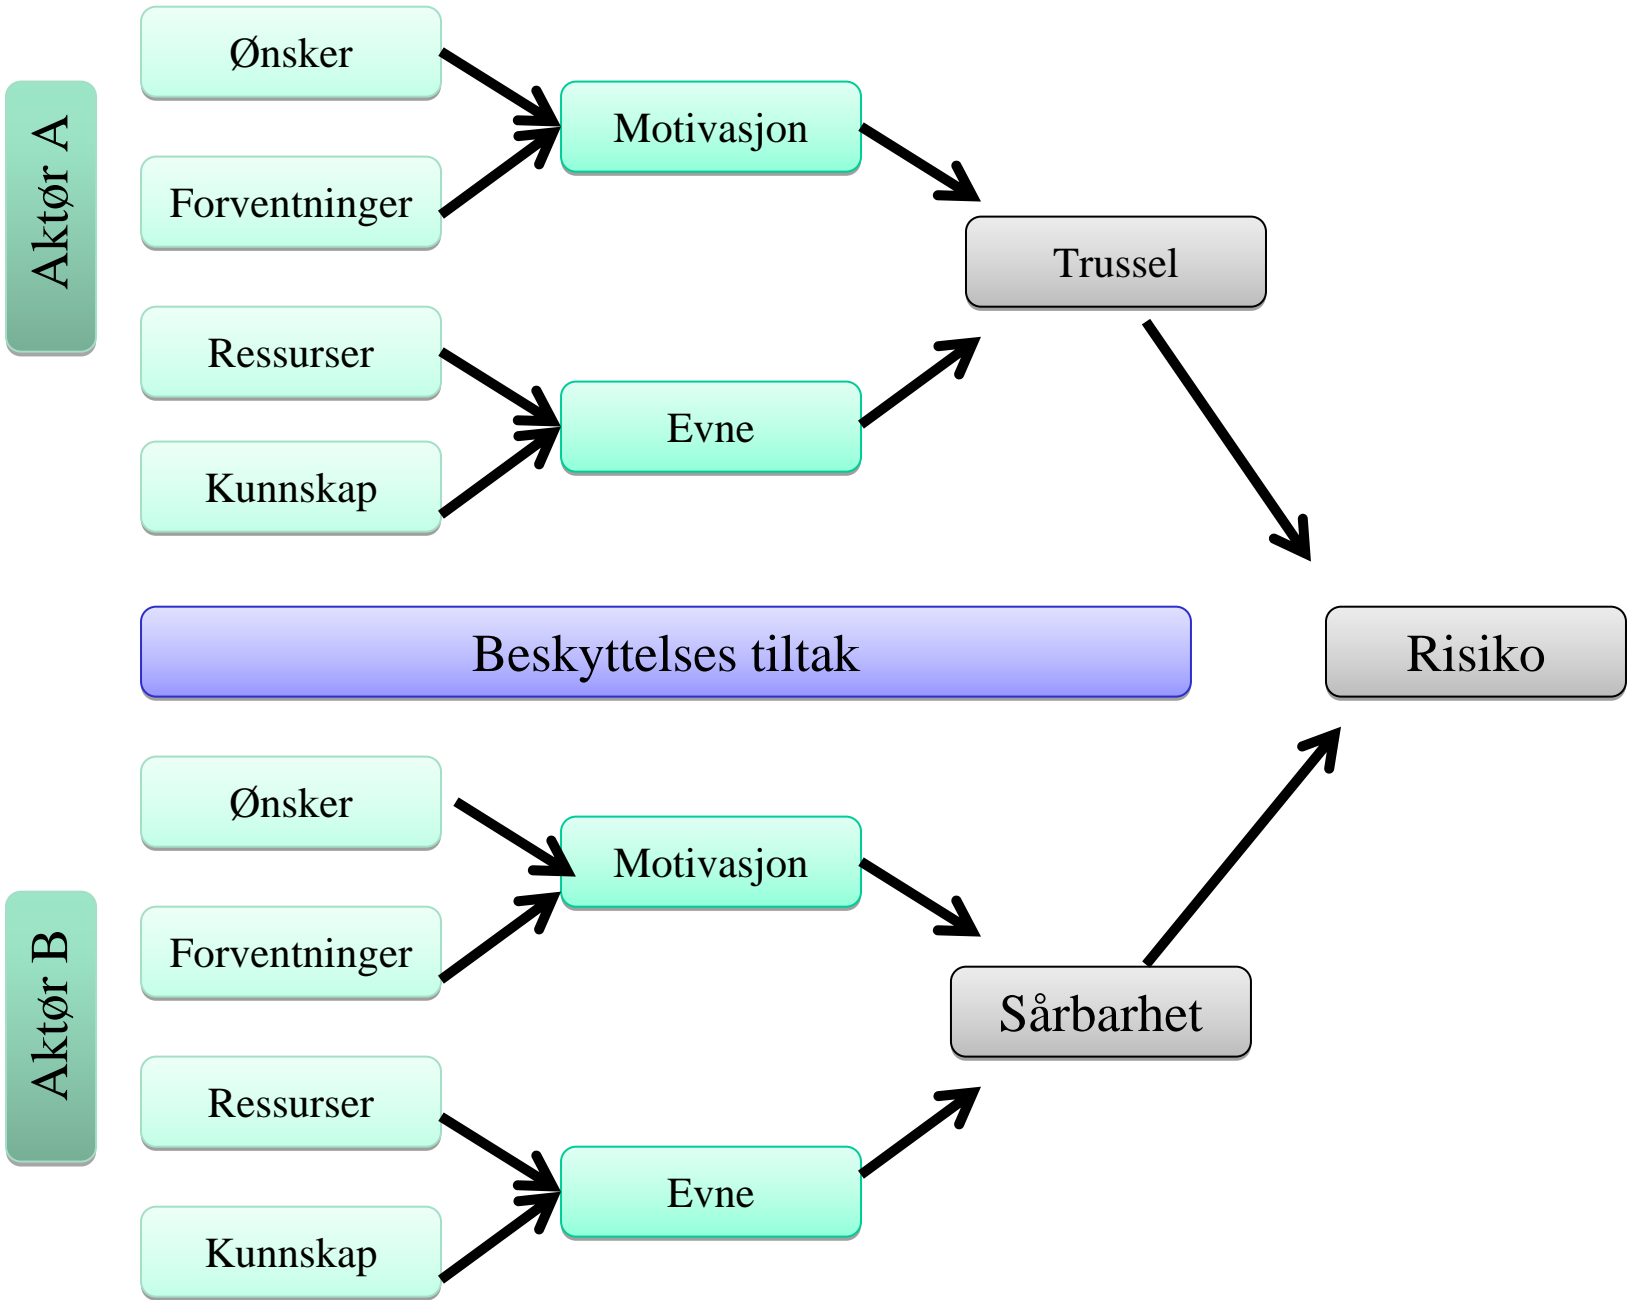 Aktør A
Ønsker
Forventninger
Ressurser
Kunnskap
Motivasjon
Evne
Trussel
Beskyttelses tiltak
Risiko
Aktør B
Ønsker
Forventninger
Ressurser
Kunnskap
Motivasjon
Evne
Sårbarhet